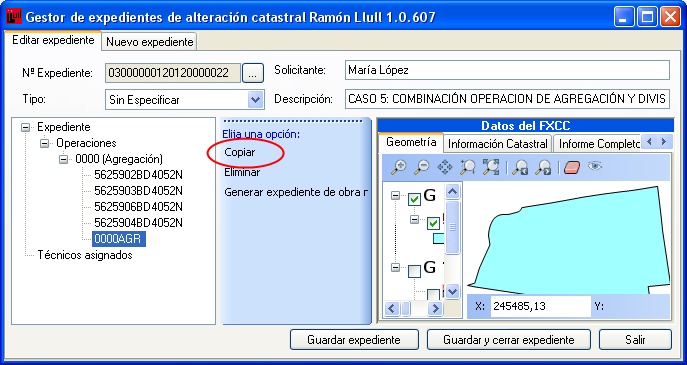 Gestor de expedientes de alteración catastral Ramón Llull 1.0.607
Editar expediente Nuevo expediente
Nº Expediente: 03000000120120000022 ... Solicitante: María López
Tipo: Sin Especificar Descripción: CASO 5: COMBINACIÓN OPERACION DE AGREGACIÓN Y DIVIS
Expediente
Operaciones
0000 (Agregación)
5625902BD4052N
5625903BD4052N
5625906BD4052N
5625904BD4052N
0000AGR
Técnicos asignados
Elija una opción:
Copiar
Eliminar
Generar expediente de obra n
Datos del FXCC
Geometría Información Catastral Informe Completo
G
G
X: 245485,13 Y:
Guardar expediente Guardar y cerrar expediente Salir